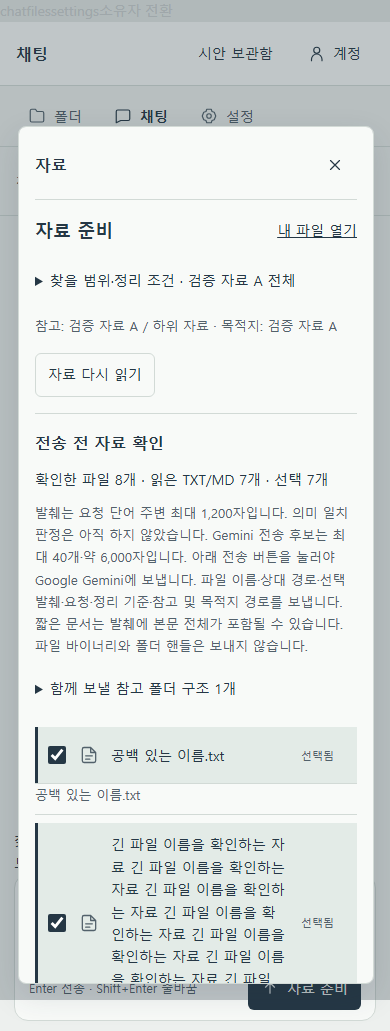 chatfilessettings소유자 전환
채팅
시안 보관함
계정
폴더
채팅
설정
자료
자료 준비
내 파일 열기
▶ 찾을 범위·정리 조건 · 검증 자료 A 전체
참고: 검증 자료 A / 하위 자료 · 목적지: 검증 자료 A
자료 다시 읽기
전송 전 자료 확인
확인한 파일 8개 · 읽은 TXT/MD 7개 · 선택 7개
발췌는 요청 단어 주변 최대 1,200자입니다. 의미 일치
판정은 아직 하지 않았습니다. Gemini 전송 후보는 최
대 40개·약 6,000자입니다. 아래 전송 버튼을 눌러야
Google Gemini에 보냅니다. 파일 이름·상대 경로·선택
발췌·요청·정리 기준·참고 및 목적지 경로를 보냅니다.
짧은 문서는 발췌에 본문 전체가 포함될 수 있습니다.
파일 바이너리와 폴더 핸들은 보내지 않습니다.
▶ 함께 보낼 참고 폴더 구조 1개
공백 있는 이름.txt
선택됨
공백 있는 이름.txt
긴 파일 이름을 확인하는 자
료 긴 파일 이름을 확인하는
자료 긴 파일 이름을 확인하
는 자료 긴 파일 이름을 확
인하는 자료 긴 파일 이름을
선택됨
확인하는 자료 긴 파일 이름
을 확인하는 자료 긴 파일
Enter 전송 · Shift+Enter 줄바꿈
자료 준비